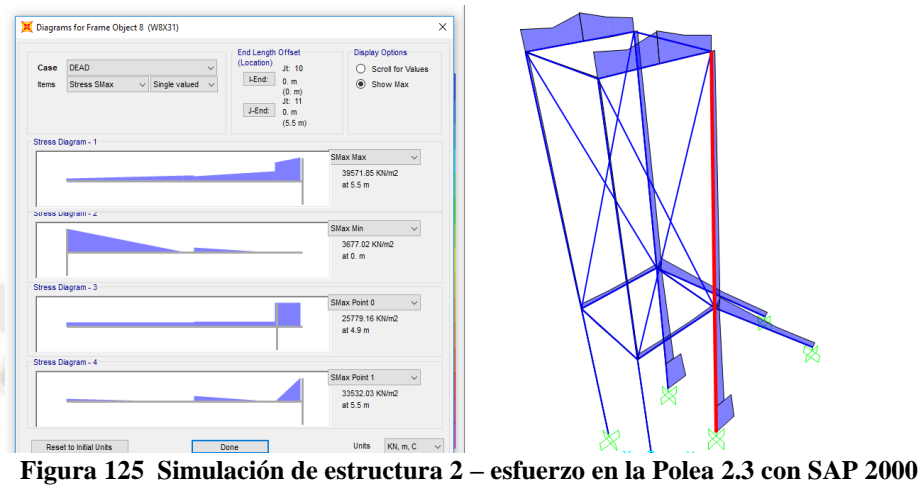 Diagrams for Frame Object 8 (W8X31)
Case DEAD
Items Stress SMax Single valued
End Length Offset
(Location)
Jt: 10
I-End: 0. m
(0. m)
Jt: 11
J-End: 0. m
(5.5 m)
Display Options
Scroll for Values
Show Max
Stress Diagram - 1
SMax Max
39571.85 KN/m2
at 5.5 m
Stress Diagram - 2
SMax Min
3677.02 KN/m2
at 0. m
Stress Diagram - 3
SMax Point 0
25779.16 KN/m2
at 4.9 m
Stress Diagram - 4
SMax Point 1
33532.03 KN/m2
at 5.5 m
Reset to Initial Units Done Units KN, m, C
Figura 125 Simulación de estructura 2 – esfuerzo en la Polea 2.3 con SAP 2000